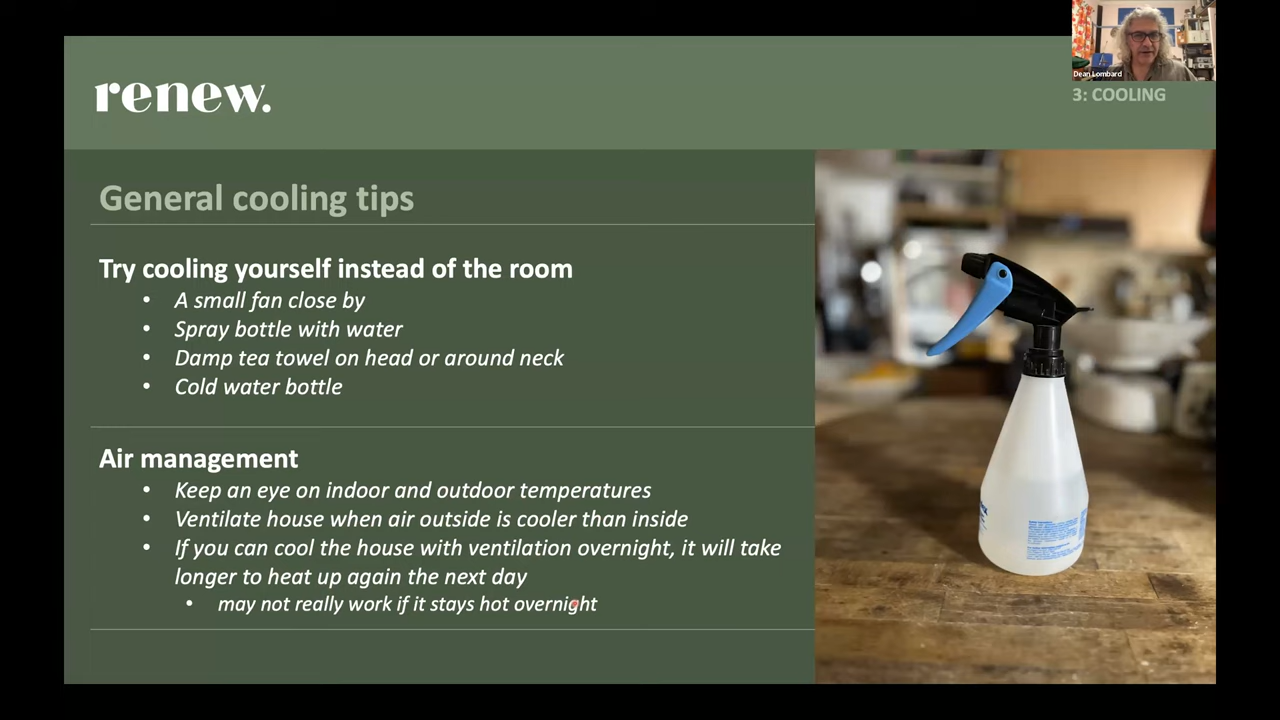 Dean Lombard
renew.
3: COOLING
General cooling tips
Try cooling yourself instead of the room
• A small fan close by
• Spray bottle with water
• Damp tea towel on head or around neck
• Cold water bottle
Air management
• Keep an eye on indoor and outdoor temperatures
• Ventilate house when air outside is cooler than inside
• If you can cool the house with ventilation overnight, it will take
longer to heat up again the next day
• may not really work if it stays hot overnight